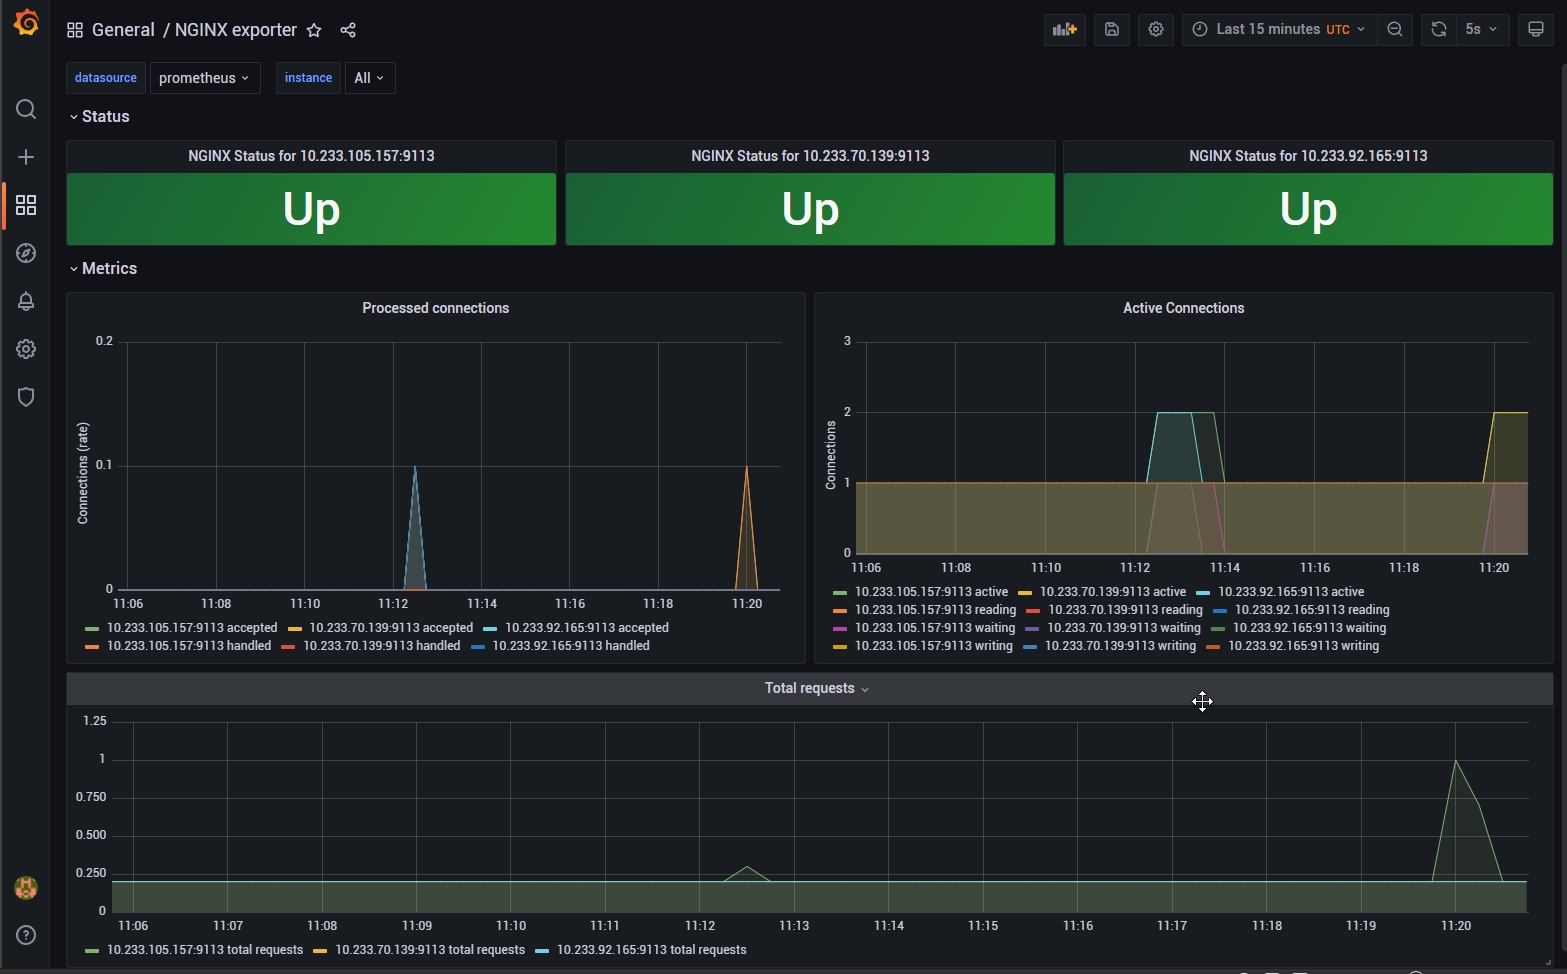 General / NGINX exporter
Last 15 minutes UTC
5s
datasource prometheus instance All
Status
NGINX Status for 10.233.105.157:9113
Up
NGINX Status for 10.233.70.139:9113
Up
NGINX Status for 10.233.92.165:9113
Up
Metrics
Processed connections
Connections (rate)
0.2
0.1
0
11:06 11:08 11:10 11:12 11:14 11:16 11:18 11:20
10.233.105.157:9113 accepted 10.233.70.139:9113 accepted 10.233.92.165:9113 accepted
10.233.105.157:9113 handled 10.233.70.139:9113 handled 10.233.92.165:9113 handled
Active Connections
Connections
3
2
1
0
11:06 11:08 11:10 11:12 11:14 11:16 11:18 11:20
10.233.105.157:9113 active 10.233.70.139:9113 active 10.233.92.165:9113 active
10.233.105.157:9113 reading 10.233.70.139:9113 reading 10.233.92.165:9113 reading
10.233.105.157:9113 waiting 10.233.70.139:9113 waiting 10.233.92.165:9113 waiting
10.233.105.157:9113 writing 10.233.70.139:9113 writing 10.233.92.165:9113 writing
Total requests
1.25
1
0.750
0.500
0.250
0
11:06 11:07 11:08 11:09 11:10 11:11 11:12 11:13 11:14 11:15 11:16 11:17 11:18 11:19 11:20
10.233.105.157:9113 total requests 10.233.70.139:9113 total requests 10.233.92.165:9113 total requests